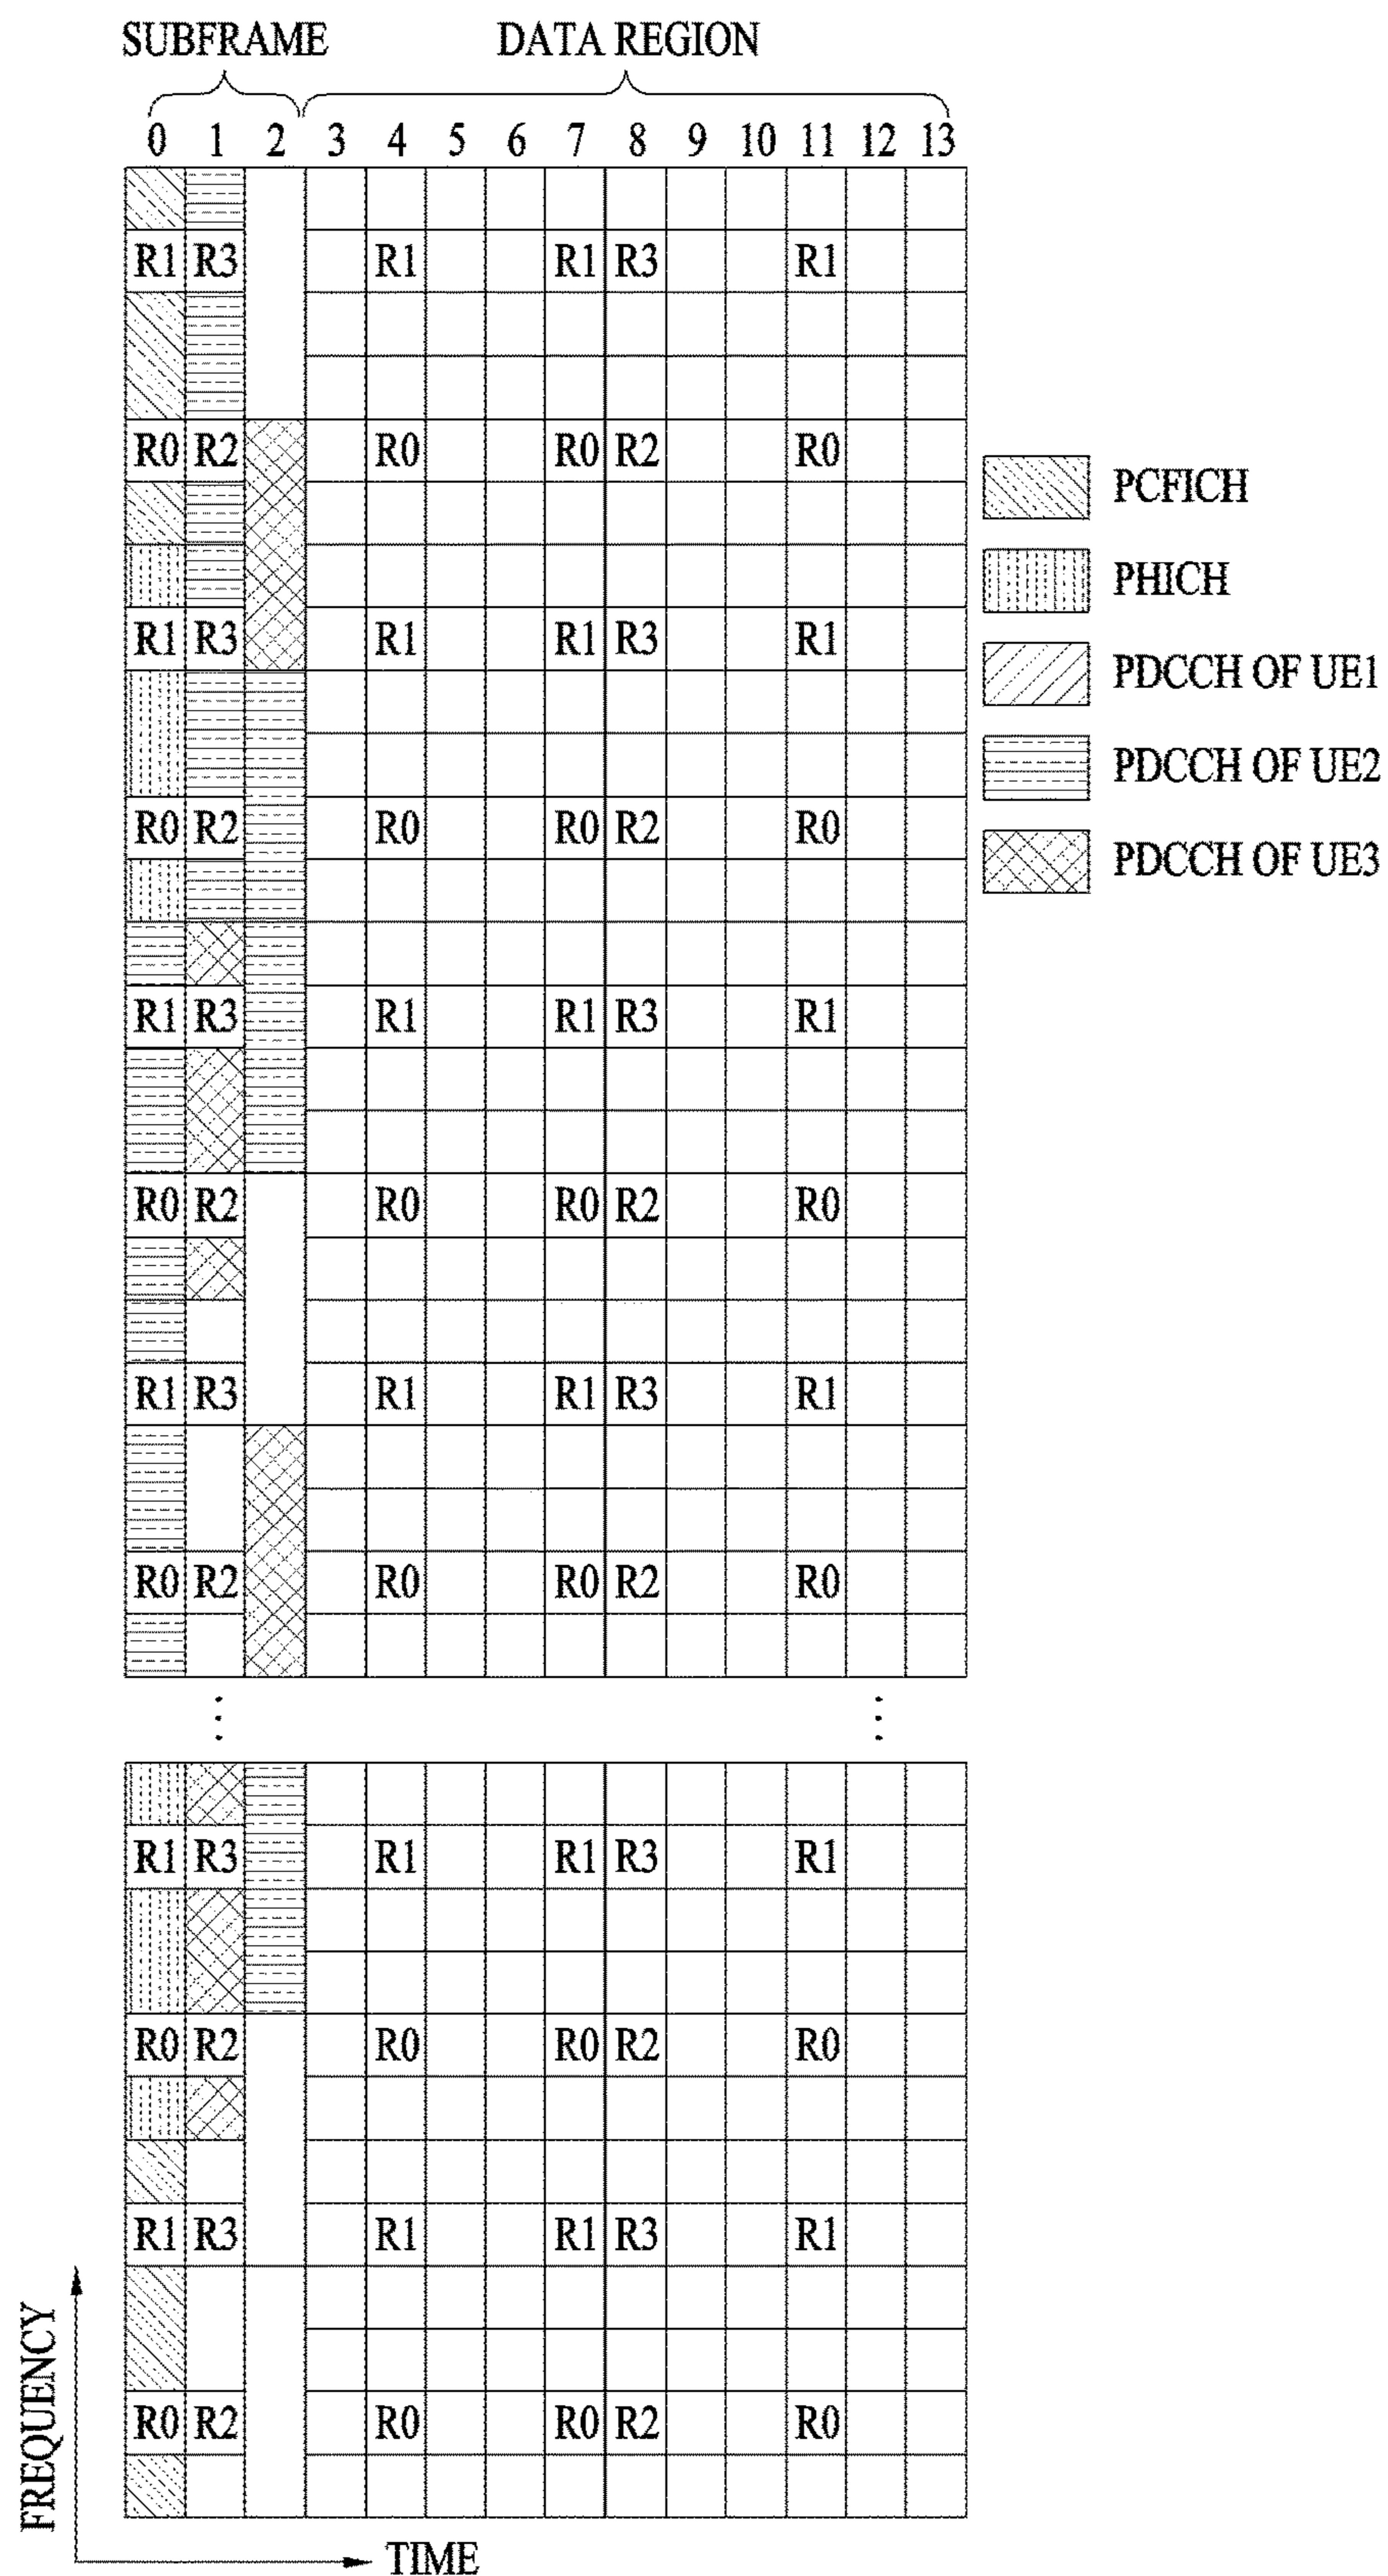 SUBFRAME DATA REGION
0 1 2 3 4 5 6 7 8 9 10 11 12 13
R1 R3 R1 R1 R3 R1
R0 R2 R0 R0 R2 R0
PCFICH
PHICH
R1 R3 R1 R1 R3 R1
PDCCH OF UE1
PDCCH OF UE2
R0 R2 R0 R0 R2 R0
PDCCH OF UE3
R1 R3 R1 R1 R3 R1
R0 R2 R0 R0 R2 R0
R1 R3 R1 R1 R3 R1
R0 R2 R0 R0 R2 R0
R1 R3 R1 R1 R3 R1
R0 R2 R0 R0 R2 R0
R1 R3 R1 R1 R3 R1
R0 R2 R0 R0 R2 R0
FREQUENCY
TIME